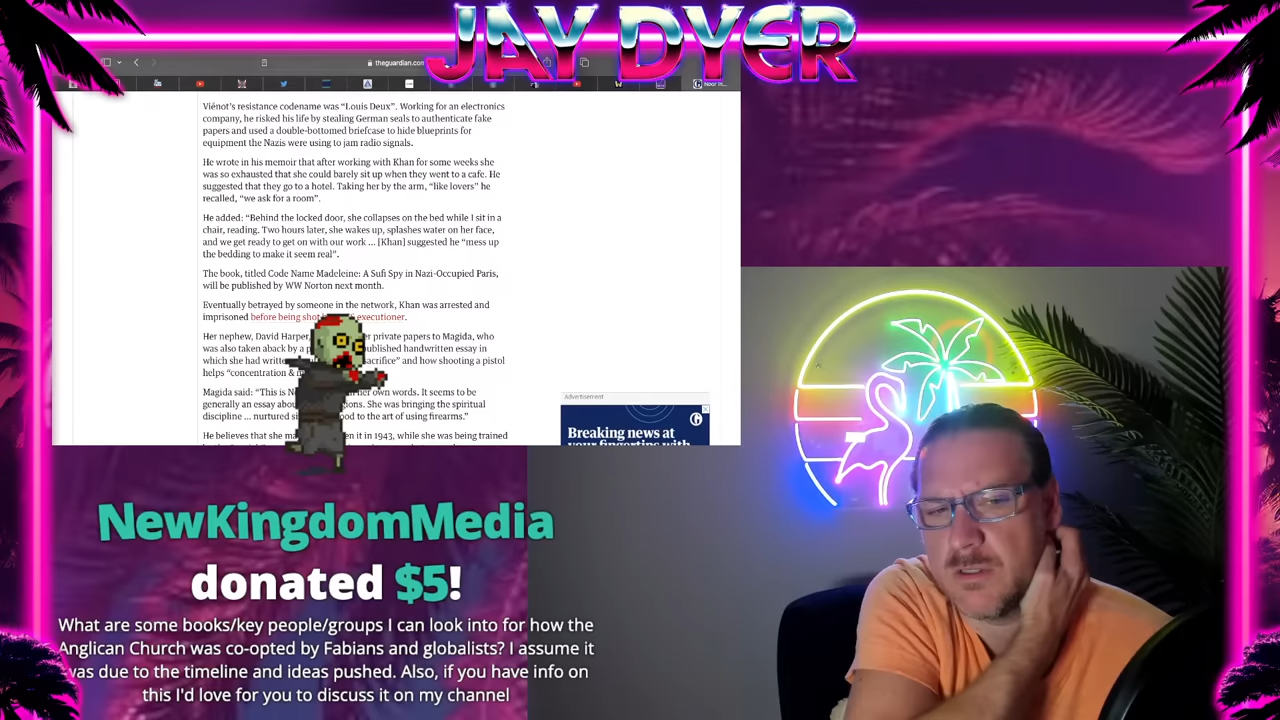 JAY DYER
theguardian.com
Near in...
Viénot's resistance codename was “Louis Deux”. Working for an electronics
company, he risked his life by stealing German seals to authenticate fake
papers and used a double-bottomed briefcase to hide blueprints for
equipment the Nazis were using to jam radio signals.
He wrote in his memoir that after working with Khan for some weeks she
was so exhausted that she could barely sit up when they went to a cafe. He
suggested that they go to a hotel. Taking her by the arm, “like lovers” he
recalled, “we ask for a room”.
He added: “Behind the locked door, she collapses on the bed while I sit in a
chair, reading. Two hours later, she wakes up, splashes water on her face,
and we get ready to get on with our work ... [Khan] suggested he “mess up
the bedding to make it seem real”.
The book, titled Code Name Madeleine: A Sufi Spy in Nazi-Occupied Paris,
will be published by WW Norton next month.
Eventually betrayed by someone in the network, Khan was arrested and
imprisoned before being shot executioner.
Her nephew, David Harper, her private papers to Magida, who
was also taken aback by a published handwritten essay in
which she had written sacrifice” and how shooting a pistol
helps “concentration &
Magida said: “This is her own words. It seems to be
generally an essay about She was bringing the spiritual
discipline ... nurtured to the art of using firearms.”
He believes that she it in 1943, while she was being trained
Advertisement
Breaking news at
your fingertips with
NewKingdomMedia
donated $5!
What are some books/key people/groups I can look into for how the
Anglican Church was co-opted by Fabians and globalists? I assume it
was due to the timeline and ideas pushed. Also, if you have info on
this I'd love for you to discuss it on my channel